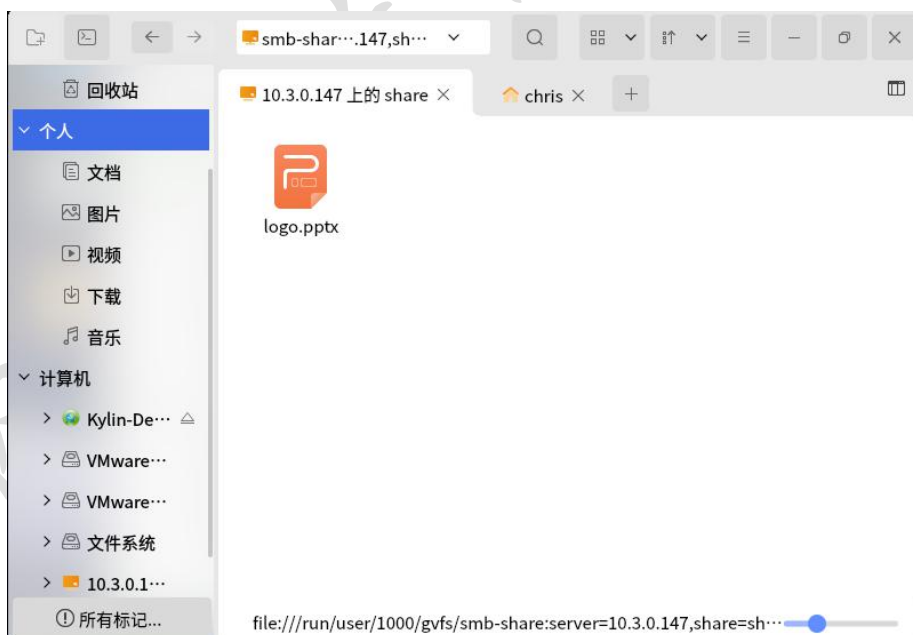 smb-shar···.147,sh···
回收站
10.3.0.147 上的 share
chris
个人
文档
图片
视频
下载
音乐
计算机
Kylin-De···
VMware···
VMware···
文件系统
10.3.0.1···
所有标记...
logo.pptx
file:///run/user/1000/gvfs/smb-share:server=10.3.0.147,share=sh···